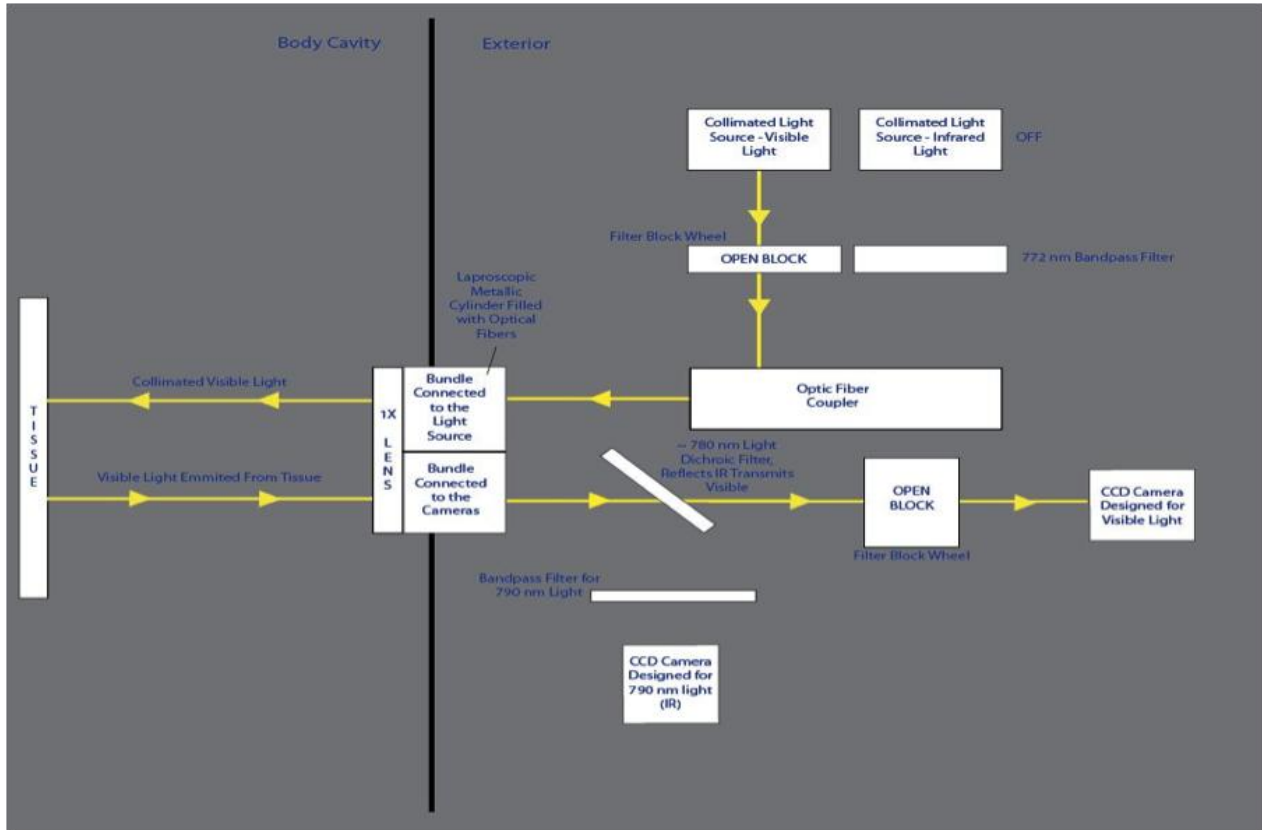 Body Cavity
Exterior
Collimated Light
Source - Visible
Light
Collimated Light
Source - Infrared
Light
OFF
Filter Block Wheel
OPEN BLOCK
772 nm Bandpass Filter
Laproscopic
Metallic
Cylinder Filled
with Optical
Fibers
Collimated Visible Light
TISSUE
1X LENS
Bundle
Connected
to the
Light
Source
Optic Fiber
Coupler
~ 780 nm Light
Dichroic Filter,
Reflects IR Transmits
Visible
Visible Light Emmited From Tissue
Bundle
Connected
to the
Cameras
OPEN
BLOCK
Filter Block Wheel
CCD Camera
Designed for
Visible Light
Bandpass Filter for
790 nm Light
CCD Camera
Designed for
790 nm light
(IR)